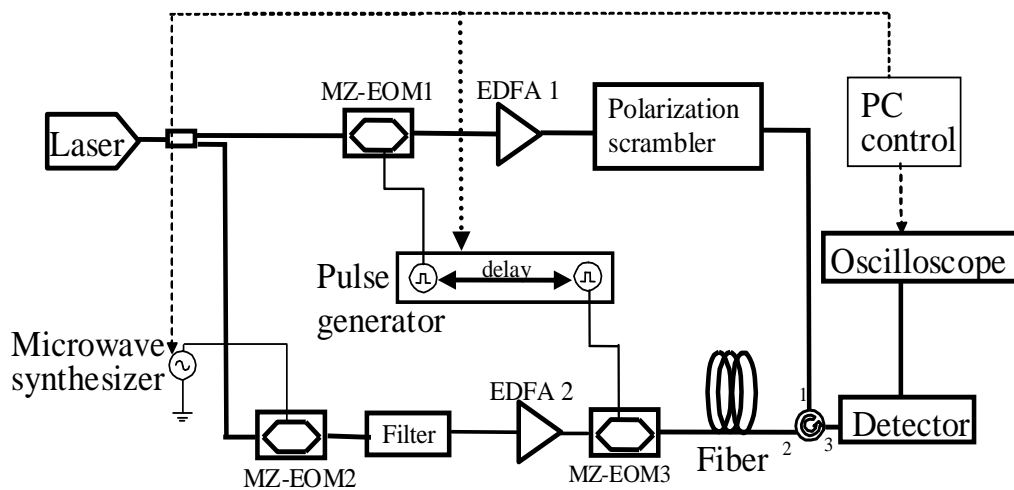 MZ-EOM1
EDFA 1
Laser
Polarization
scrambler
PC
control
Pulse
generator
delay
Oscilloscope
Microwave
synthesizer
EDFA 2
Filter
MZ-EOM2
MZ-EOM3
Fiber
1
2
3
Detector